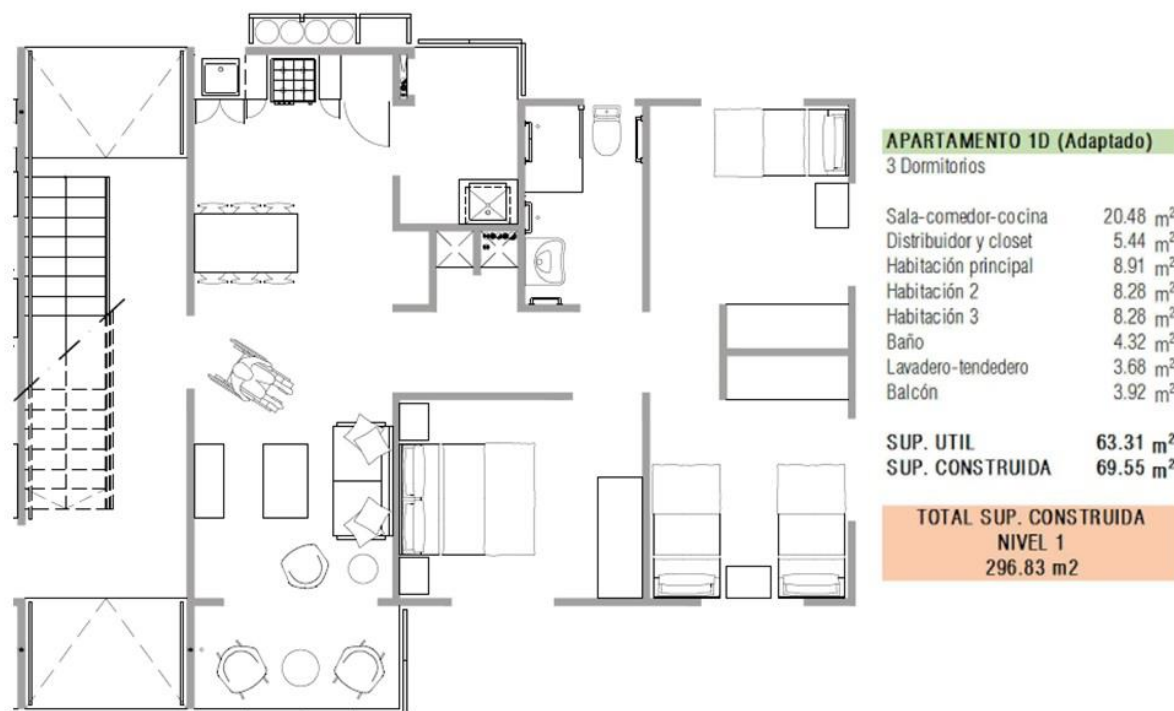 APARTAMENTO 1D (Adaptado)
3 Dormitorios
Sala-comedor-cocina 20.48 m²
Distribuidor y closet 5.44 m²
Habitación principal 8.91 m²
Habitación 2 8.28 m²
Habitación 3 8.28 m²
Baño 4.32 m²
Lavadero-tendedero 3.68 m²
Balcón 3.92 m²
SUP. UTIL 63.31 m²
SUP. CONSTRUIDA 69.55 m²
TOTAL SUP. CONSTRUIDA
NIVEL 1
296.83 m2